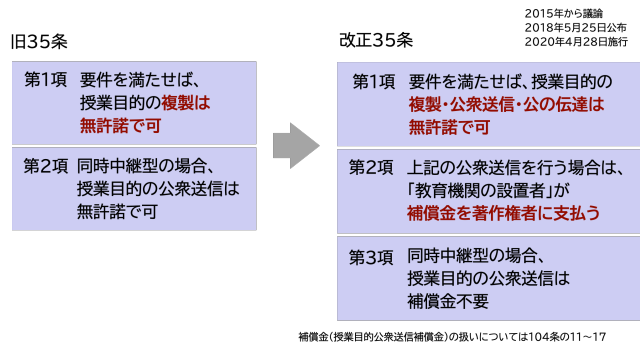 2015年から議論
2018年5月25日公布
2020年4月28日施行
旧35条
第1項 要件を満たせば、
授業目的の複製は
無許諾で可
第2項 同時中継型の場合、
授業目的の公衆送信は
無許諾で可
改正35条
第1項 要件を満たせば、授業目的の
複製・公衆送信・公の伝達は
無許諾で可
第2項 上記の公衆送信を行う場合は、
「教育機関の設置者」が
補償金を著作権者に支払う
第3項 同時中継型の場合、
授業目的の公衆送信は
補償金不要
補償金(授業目的公衆送信補償金)の扱いについては104条の11～17